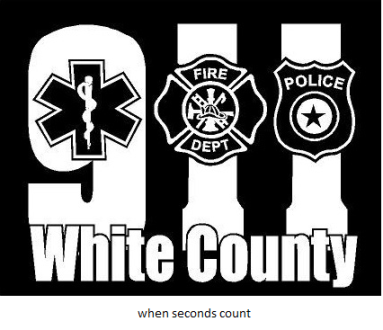 911
FIRE
DEPT
POLICE
White County
when seconds count